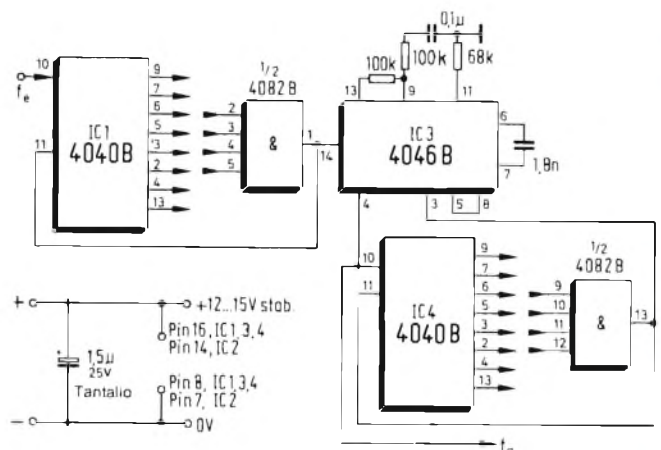 10
f e
11
IC1
4040B
9
7
6
5
'3
2
4
13
1/2
4082B
2
3
4
5
&
1
14
0,1µ
100k
100k
68k
13
9
11
IC3
4046B
6
7
1,8n
4
3
5
8
10
11
IC4
4040B
9
7
6
5
3
2
4
13
1/2
4082B
9
10
11
12
&
13
+
+12...15V stab.
Pin 16, IC1,3,4
Pin 14, IC2
1,5µ
25V
Tantalio
Pin 8, IC1,3,4
Pin 7, IC2
−
0V